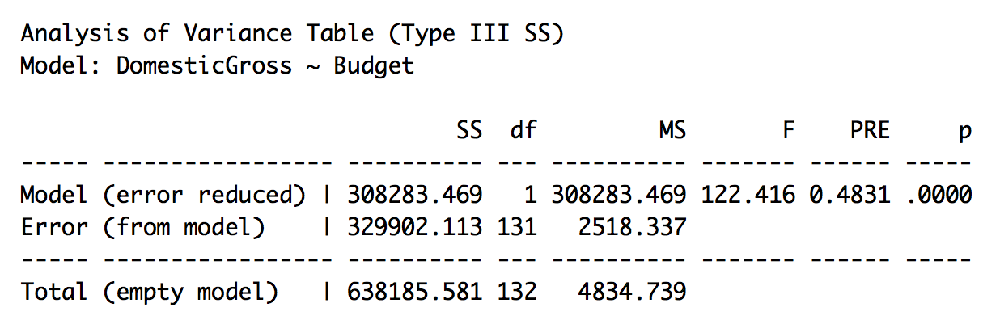 Analysis of Variance Table (Type III SS)
Model: DomesticGross ~ Budget
SS df MS F PRE p
----- ----------------- ---------- --- ---------- ------- ------ -----
Model (error reduced) | 308283.469 1 308283.469 122.416 0.4831 .0000
Error (from model) | 329902.113 131 2518.337
----- ----------------- ---------- --- ---------- ------- ------ -----
Total (empty model) | 638185.581 132 4834.739